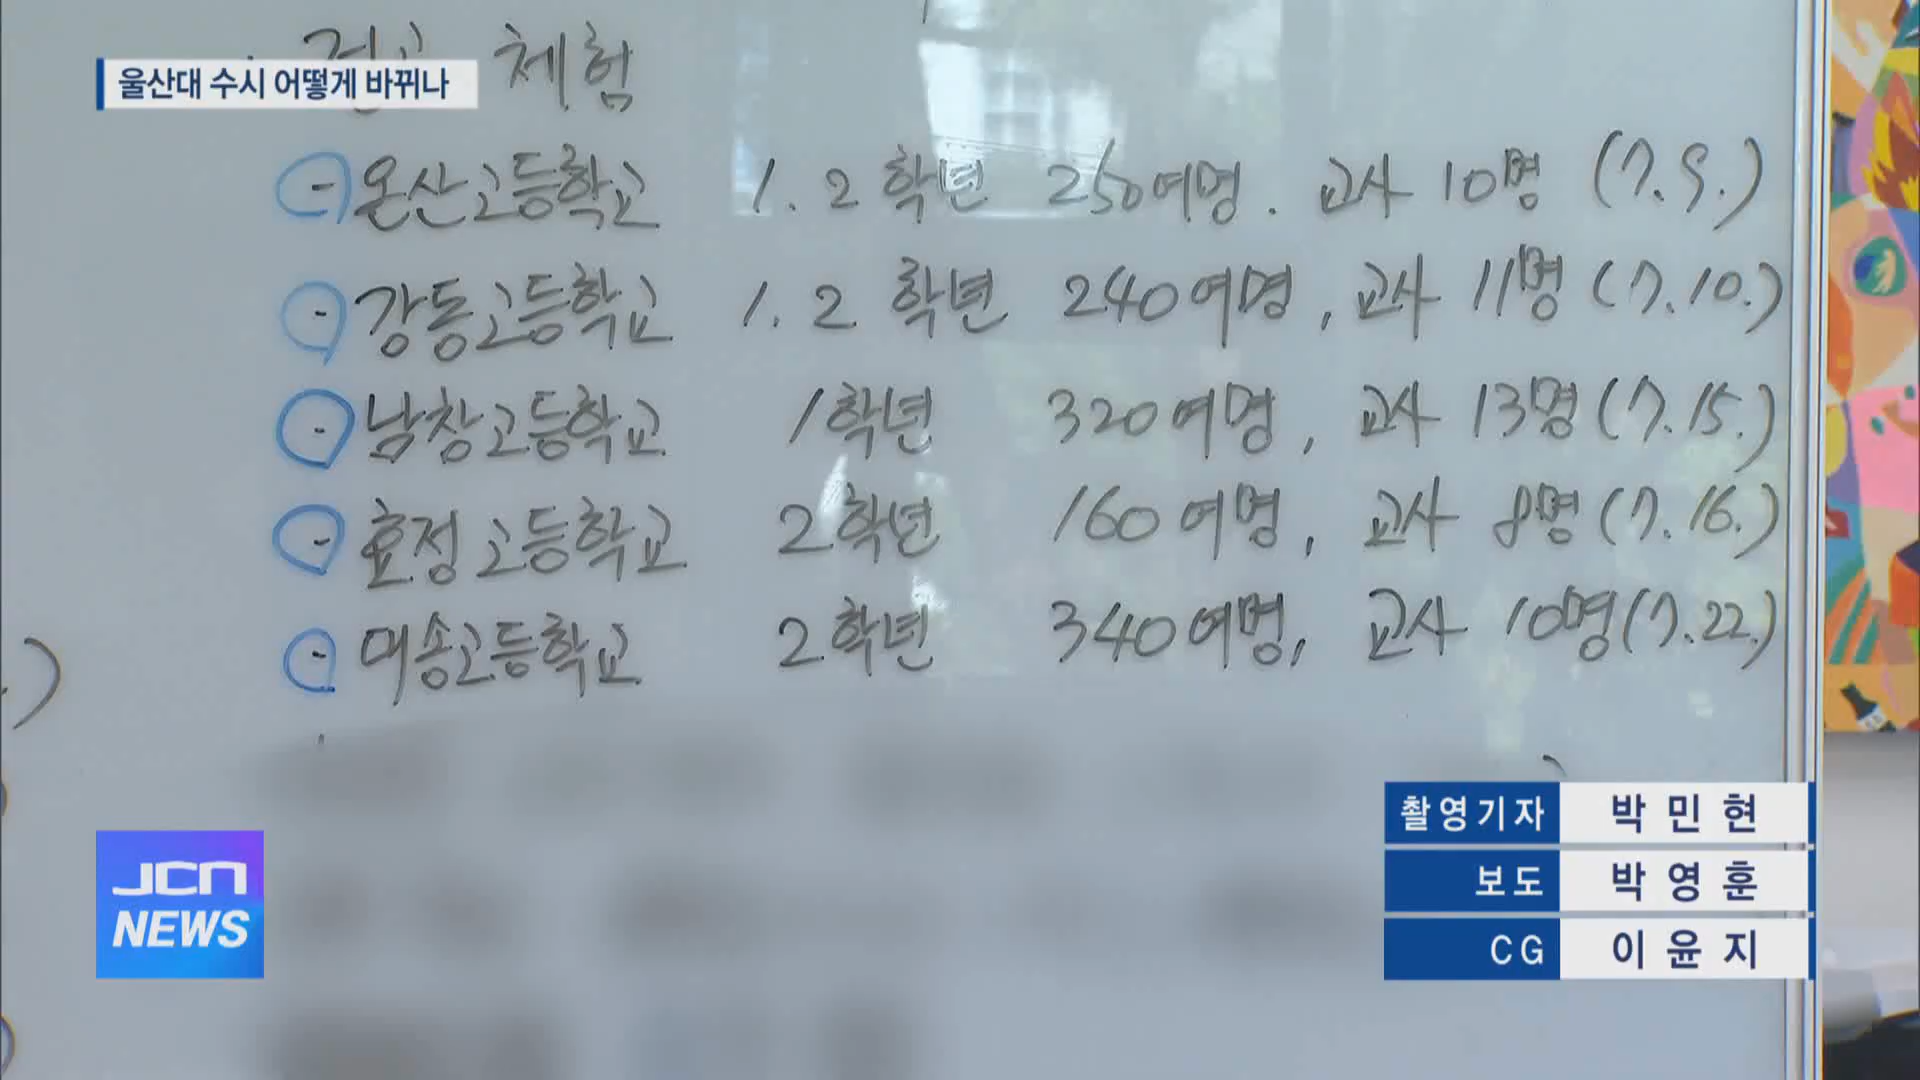 울산대 수시 어떻게 바뀌나
체험
- 온산고등학교 1.2 학년 250여명. 교사 10명 (7.9.)
- 강동고등학교 1.2 학년 240여명, 교사 11명 (7.10.)
- 남창고등학교 1학년 320여명, 교사 13명 (7.15.)
- 효정고등학교 2학년 160여명, 교사 8명 (7.16.)
- 대송고등학교 2학년 340여명, 교사 10명 (7.22.)
촬영기자 박민현
보도 박영훈
CG 이윤지
JCN
NEWS